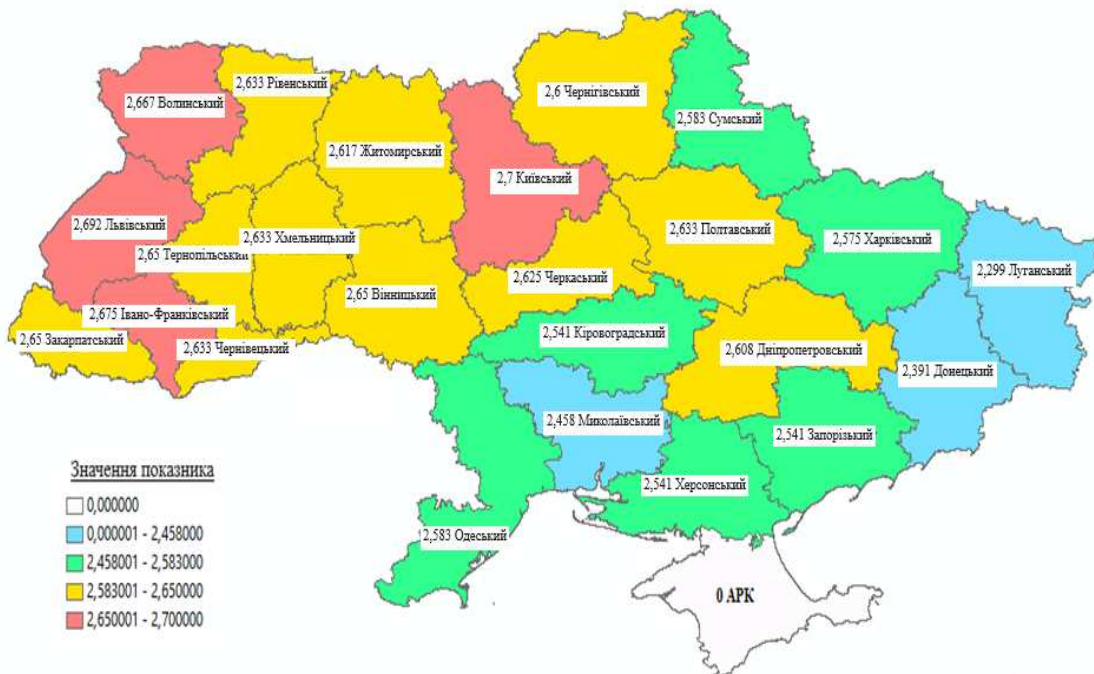 2,633 Рівенський
2,667 Волинський
2,6 Чернігівський
2,583 Сумський
2,617 Житомирський
2,7 Київський
2,692 Львівський
2,65 Тернопільський
2,633 Хмельницький
2,633 Полтавський
2,575 Харківський
2,299 Луганський
2,625 Черкаський
2,65 Вінницький
2,675 Івано-Франківський
2,65 Закарпатський
2,633 Чернівецький
2,541 Кіровоградський
2,608 Дніпропетровський
2,391 Донецький
2,458 Миколаївський
2,541 Запорізький
2,541 Херсонський
2,583 Одеський
0 АРК
Значення показника
0,000000
0,000001 - 2,458000
2,458001 - 2,583000
2,583001 - 2,650000
2,650001 - 2,700000